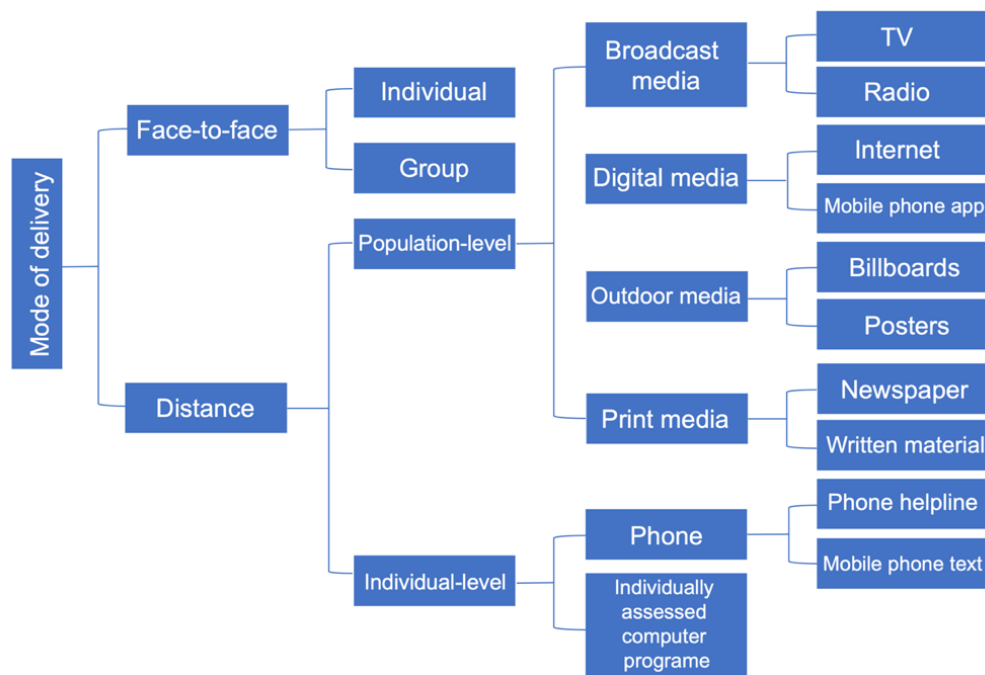 Mode of delivery
Face-to-face
Individual
Group
Distance
Population-level
Broadcast
media
TV
Radio
Digital media
Internet
Mobile phone app
Outdoor media
Billboards
Posters
Print media
Newspaper
Written material
Individual-level
Phone
Phone helpline
Mobile phone text
Individually
assessed
computer
programe